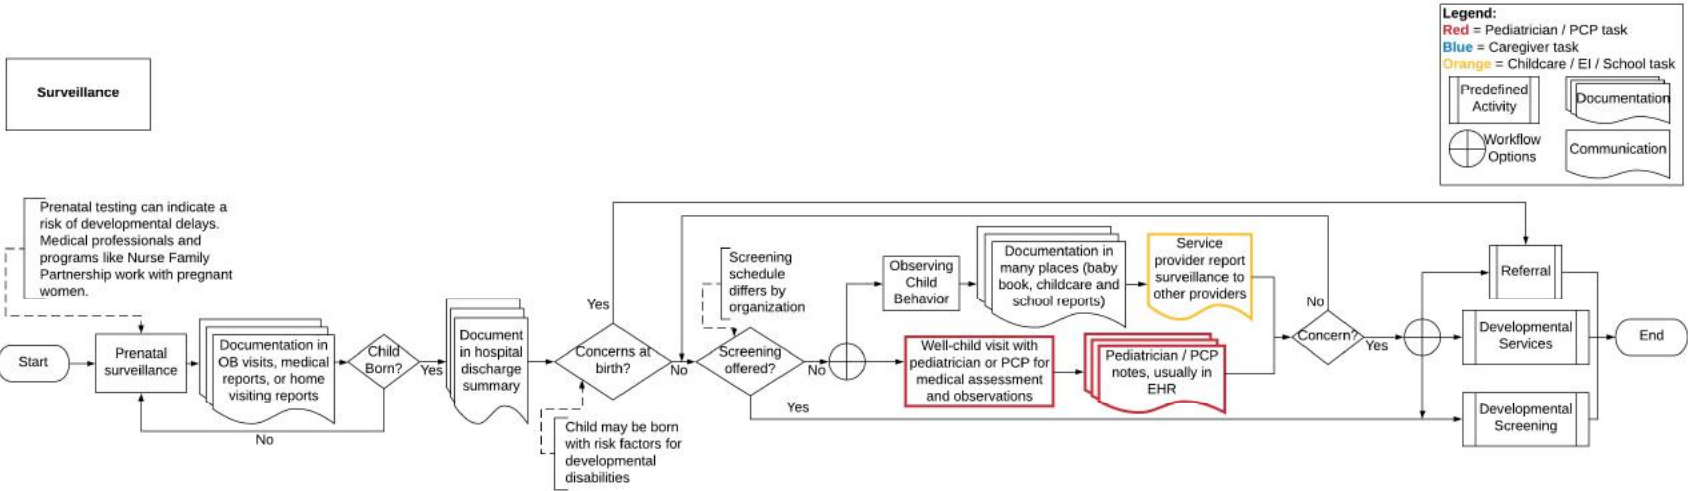 Legend:
Red = Pediatrician / PCP task
Blue = Caregiver task
Orange = Childcare / EI / School task
Predefined
Activity
Documentation
Workflow
Options
Communication
Surveillance
Prenatal testing can indicate a
risk of developmental delays.
Medical professionals and
programs like Nurse Family
Partnership work with pregnant
women.
Start
Prenatal
surveillance
Documentation in
OB visits, medical
reports, or home
visiting reports
Child
Born?
No
Yes
Document
in hospital
discharge
summary
Concerns at
birth?
Yes
No
Child may be born
with risk factors for
developmental
disabilities
Screening
schedule
differs by
organization
Screening
offered?
No
Yes
Observing
Child
Behavior
Documentation in
many places (baby
book, childcare and
school reports)
Service
provider report
surveillance to
other providers
Well-child visit with
pediatrician or PCP for
medical assessment
and observations
Pediatrician / PCP
notes, usually in
EHR
No
Concern?
Yes
Referral
Developmental
Services
Developmental
Screening
End